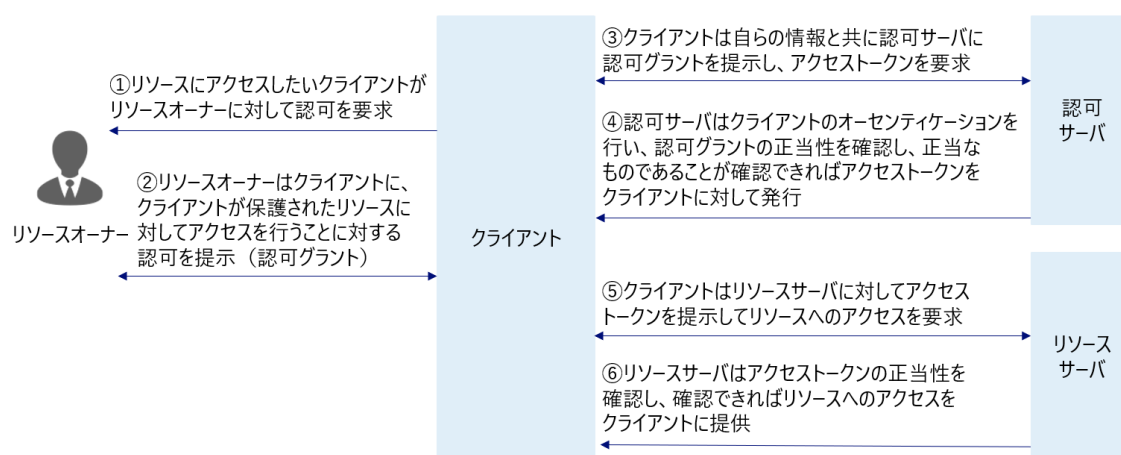 ①リソースにアクセスしたいクライアントが
リソースオーナーに対して認可を要求
②リソースオーナーはクライアントに、
クライアントが保護されたリソースに
対してアクセスを行うことに対する
認可を提示（認可グラント）
リソースオーナー
クライアント
③クライアントは自らの情報と共に認可サーバに
認可グラントを提示し、アクセストークンを要求
④認可サーバはクライアントのオーセンティケーションを
行い、認可グラントの正当性を確認し、正当な
ものであることが確認できればアクセストークンを
クライアントに対して発行
認可
サーバ
⑤クライアントはリソースサーバに対してアクセス
トークンを提示してリソースへのアクセスを要求
⑥リソースサーバはアクセストークンの正当性を
確認し、確認できればリソースへのアクセスを
クライアントに提供
リソース
サーバ